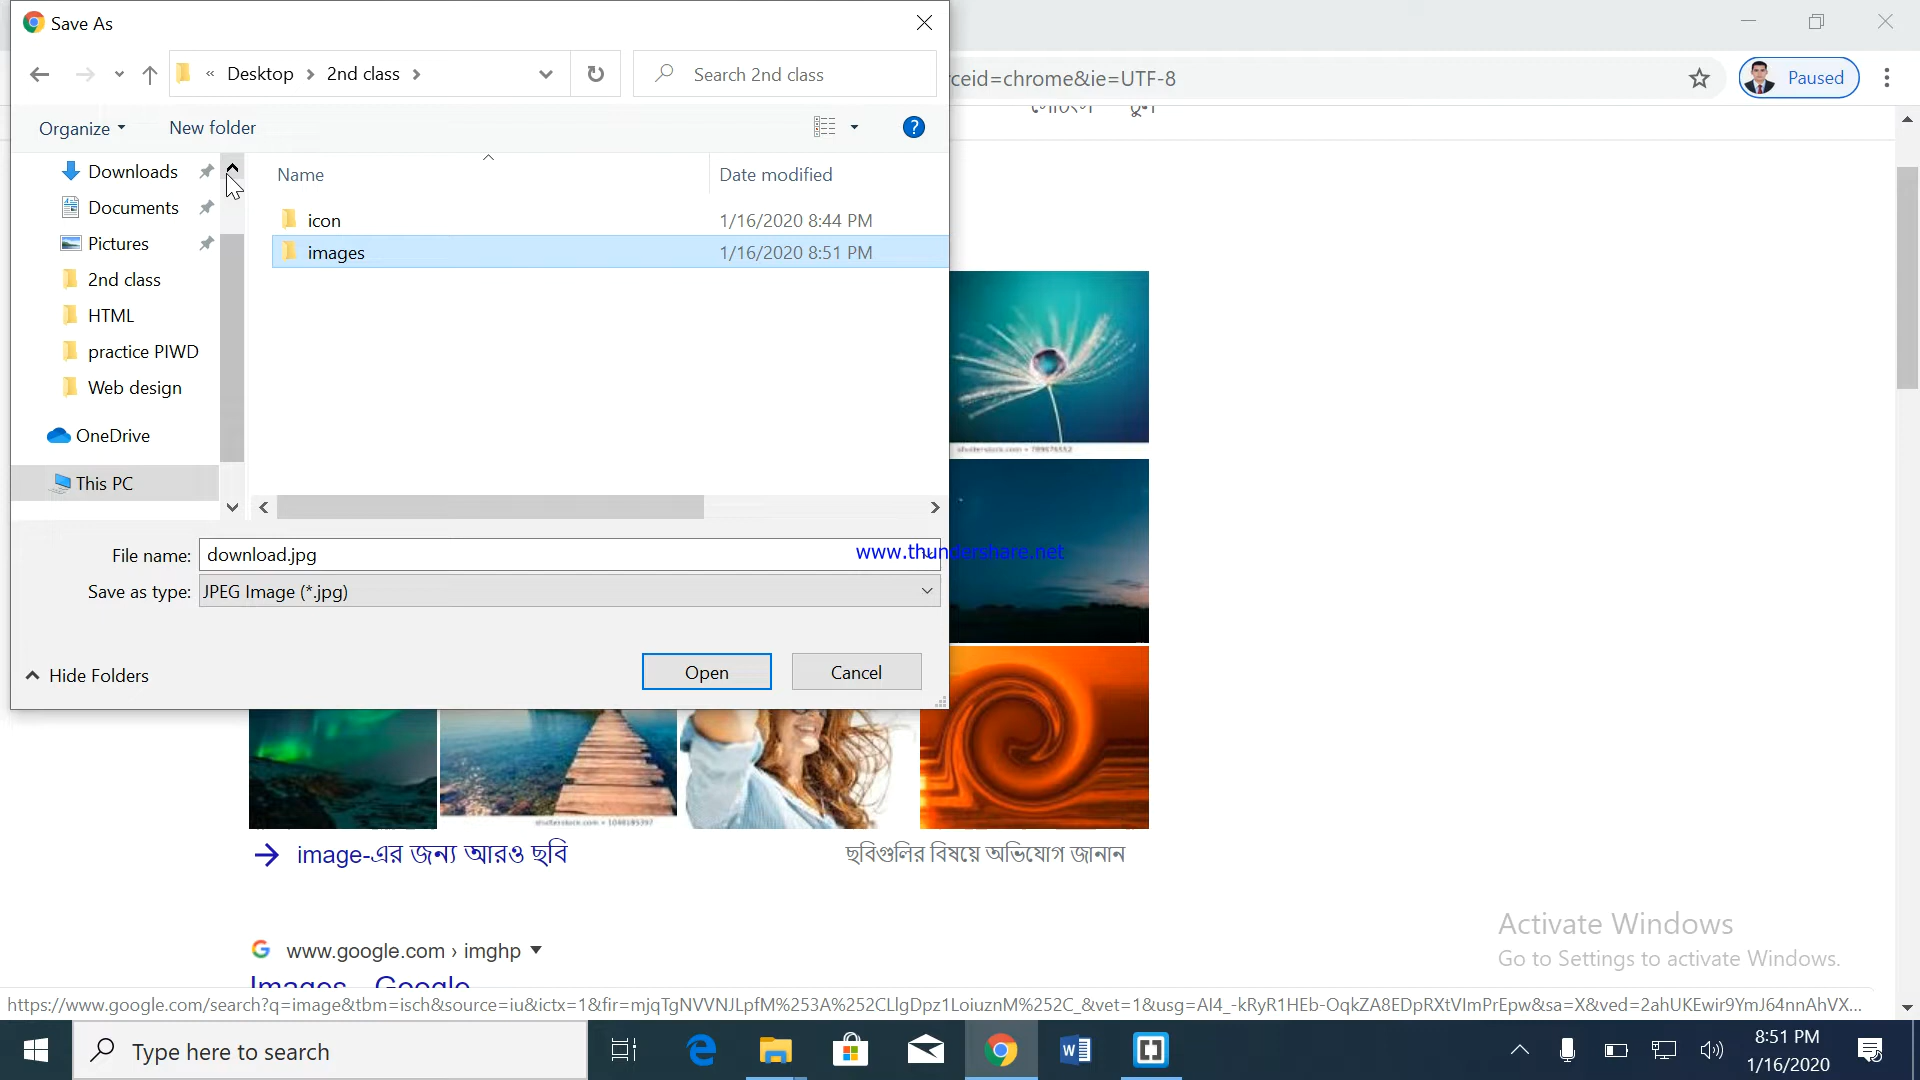 Save As
« Desktop › 2nd class ›
Search 2nd class
ceid=chrome&ie=UTF-8
Paused
Organize
New folder
?
Name
Date modified
Downloads
Documents
Pictures
2nd class
HTML
practice PIWD
Web design
OneDrive
This PC
icon 1/16/2020 8:44 PM
images 1/16/2020 8:51 PM
File name: download.jpg
www.thundershare.net
Save as type: JPEG Image (*.jpg)
Hide Folders
Open
Cancel
shutterstock.com • 1048185397
image-এর জন্য আরও ছবি
ছবিগুলির বিষয়ে অভিযোগ জানান
www.google.com › imghp
Images - Google
Activate Windows
Go to Settings to activate Windows.
https://www.google.com/search?q=image&tbm=isch&source=iu&ictx=1&fir=mjqTgNVVNJLpfM%253A%252CLlgDpz1LoiuznM%252C_&vet=1&usg=AI4_-kRyR1HEb-OqkZA8EDpRXtVImPrEpw&sa=X&ved=2ahUKEwir9YmJ64nnAhVX...
Type here to search
8:51 PM
1/16/2020